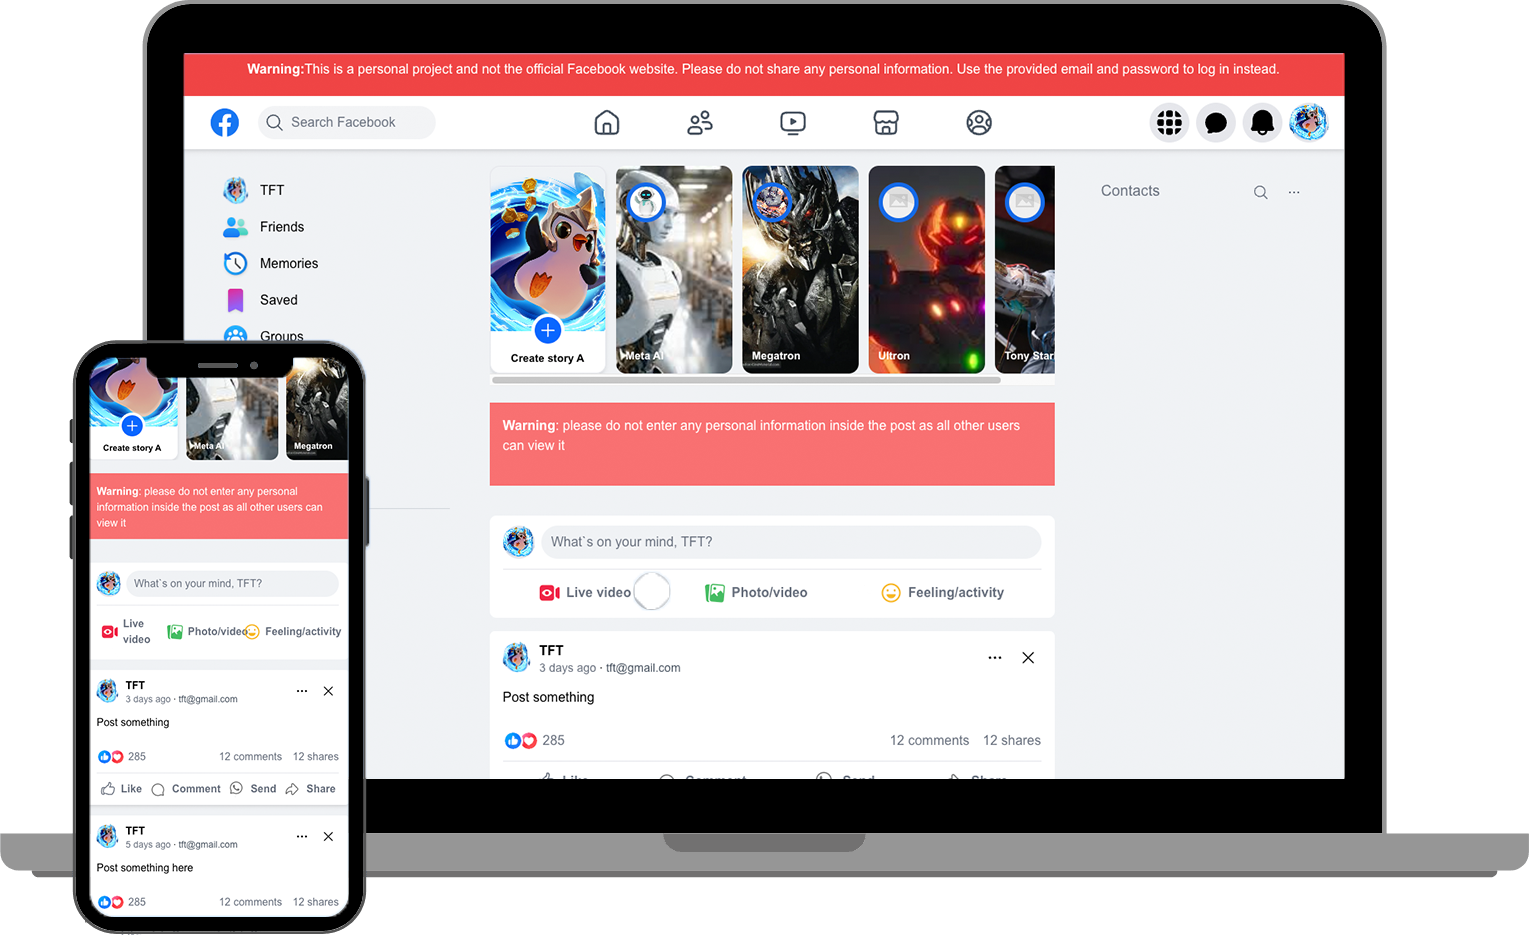 Warning:This is a personal project and not the official Facebook website. Please do not share any personal information. Use the provided email and password to log in instead.
Search Facebook
TFT
Friends
Memories
Saved
Groups
Create story A
Meta AI
Megatron
Ultron
Tony Star
Contacts
Warning: please do not enter any personal information inside the post as all other users
can view it
What`s on your mind, TFT?
Live video
Photo/video
Feeling/activity
TFT
3 days ago · tft@gmail.com
Post something
285
12 comments
12 shares
Like
Comment
Send
Share
Create story A
Meta AI
Megatron
Warning: please do not enter any personal
information inside the post as all other users can
view it
What`s on your mind, TFT?
Live
video
Photo/video
Feeling/activity
TFT
3 days ago · tft@gmail.com
Post something
285
12 comments
12 shares
Like
Comment
Send
Share
TFT
5 days ago · tft@gmail.com
Post something here
285
12 comments
12 shares